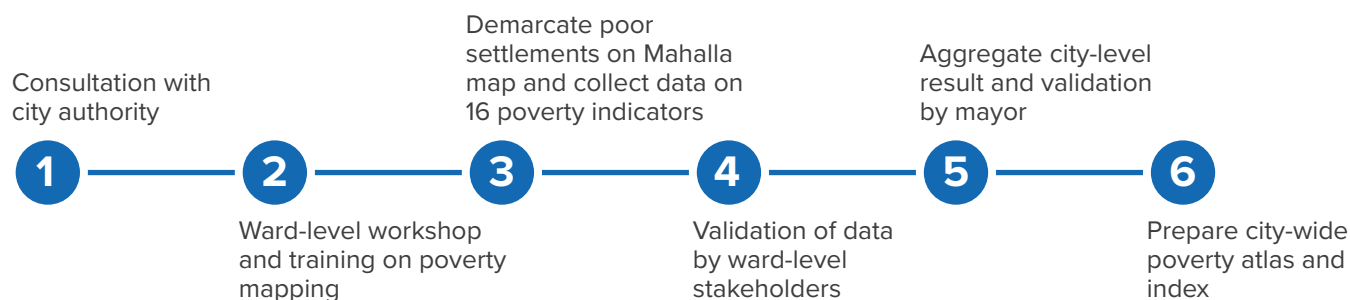 Consultation with
city authority
1
2
Ward-level workshop
and training on poverty
mapping
Demarcate poor
settlements on Mahalla
map and collect data on
16 poverty indicators
3
4
Validation of data
by ward-level
stakeholders
Aggregate city-level
result and validation
by mayor
5
6
Prepare city-wide
poverty atlas and
index